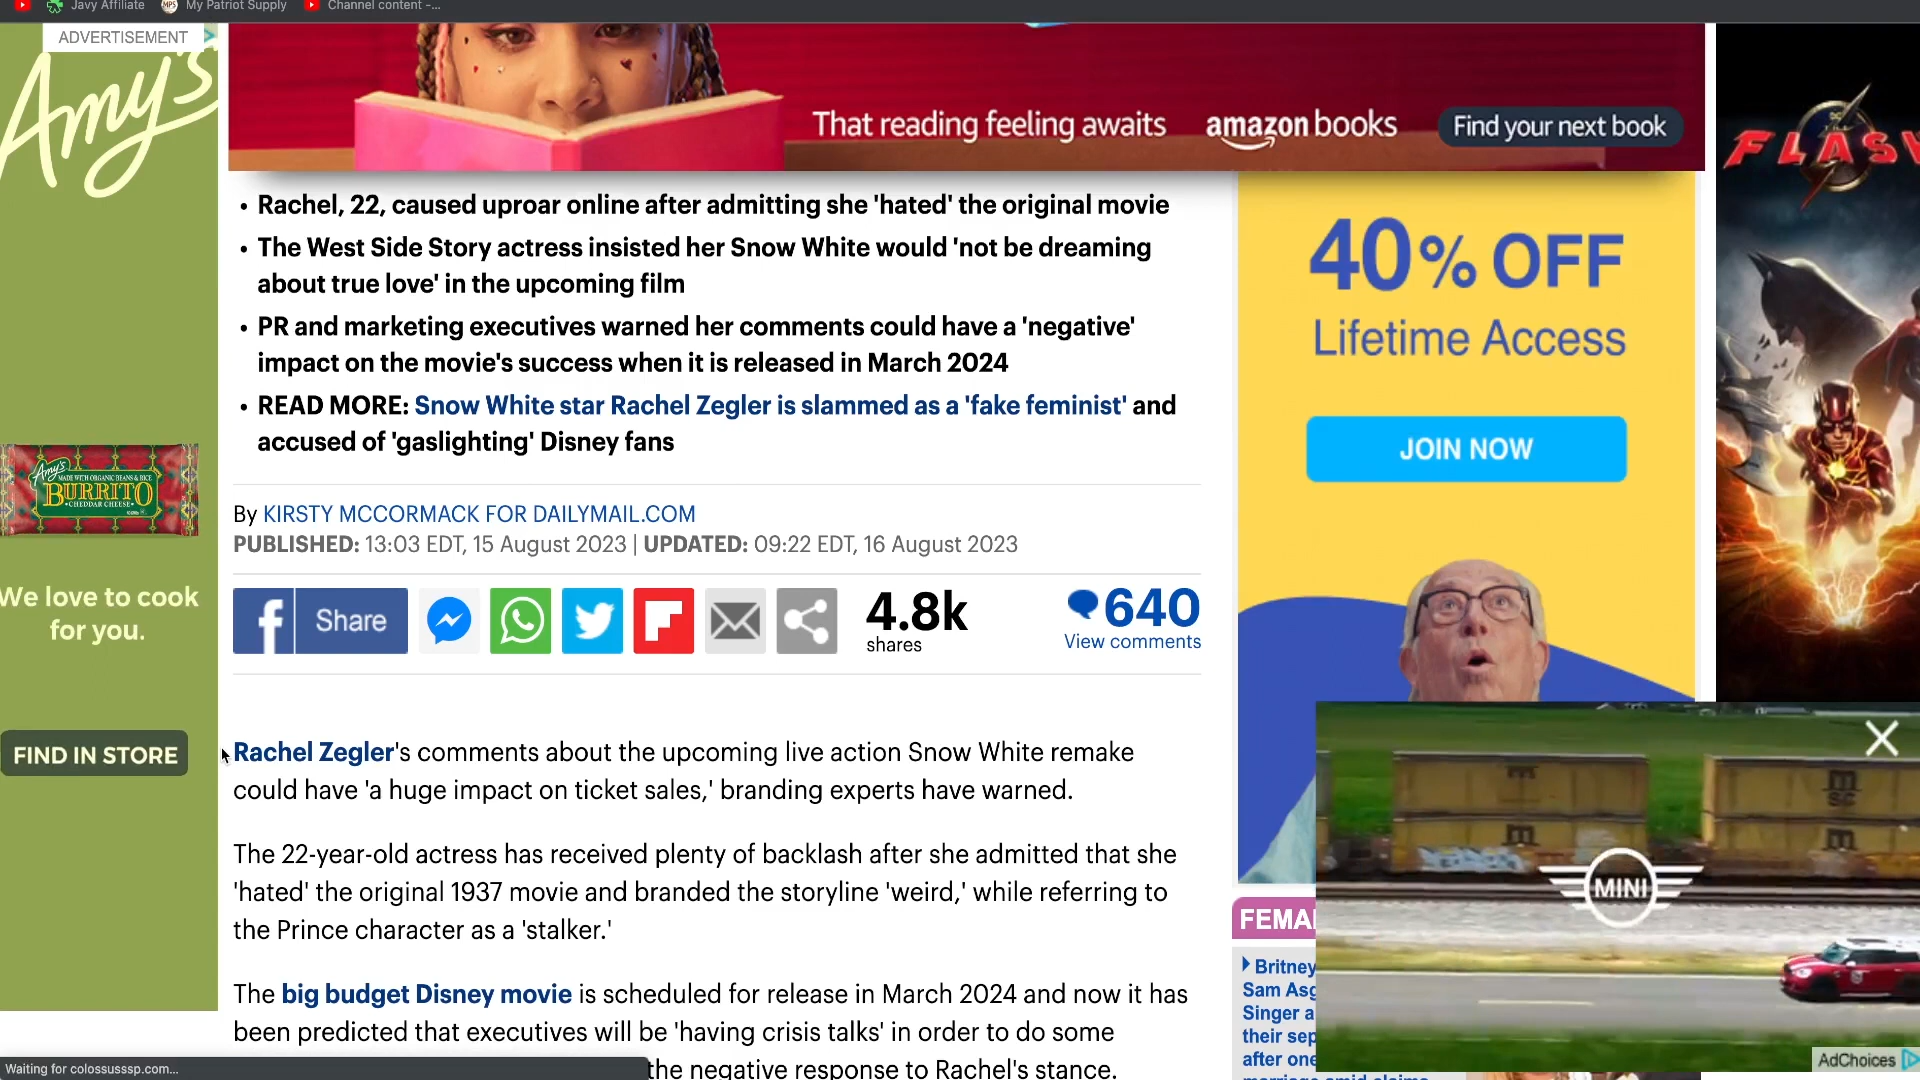 Javy Affiliate
My Patriot Supply
Channel content -...
ADVERTISEMENT
Amy's
That reading feeling awaits
amazon books
Find your next book
THE
FLAS
• Rachel, 22, caused uproar online after admitting she 'hated' the original movie
• The West Side Story actress insisted her Snow White would 'not be dreaming
about true love' in the upcoming film
• PR and marketing executives warned her comments could have a 'negative'
impact on the movie's success when it is released in March 2024
• READ MORE: Snow White star Rachel Zegler is slammed as a 'fake feminist' and
accused of 'gaslighting' Disney fans
40% OFF
Lifetime Access
JOIN NOW
Amy's
MADE WITH ORGANIC BEANS & RICE
BURRITO
•CHEDDAR CHEESE•
We love to cook
for you.
FIND IN STORE
By KIRSTY MCCORMACK FOR DAILYMAIL.COM
PUBLISHED: 13:03 EDT, 15 August 2023 | UPDATED: 09:22 EDT, 16 August 2023
f Share
4.8k
shares
640
View comments
Rachel Zegler's comments about the upcoming live action Snow White remake
could have 'a huge impact on ticket sales,' branding experts have warned.
The 22-year-old actress has received plenty of backlash after she admitted that she
'hated' the original 1937 movie and branded the storyline 'weird,' while referring to
the Prince character as a 'stalker.'
The big budget Disney movie is scheduled for release in March 2024 and now it has
been predicted that executives will be 'having crisis talks' in order to do some
the negative response to Rachel's stance.
MINI
FEMA
Britney
Sam Asg
Singer a
their sep
after one
AdChoices
Waiting for colossusssp.com...